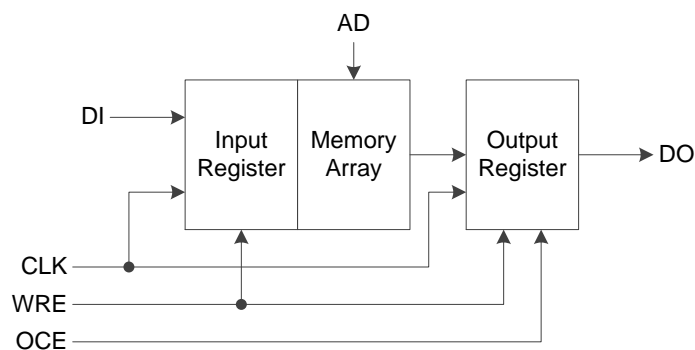 AD
DI
Input
Register
Memory
Array
Output
Register
DO
CLK
WRE
OCE